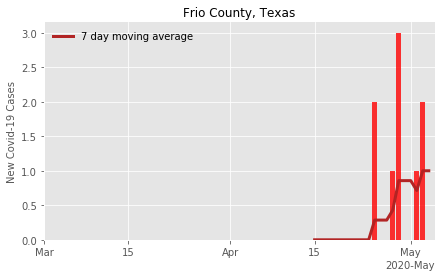 Frio County, Texas
7 day moving average
New Covid-19 Cases
3.0
2.5
2.0
1.5
1.0
0.5
0.0
Mar 15 Apr 15 May
2020-May